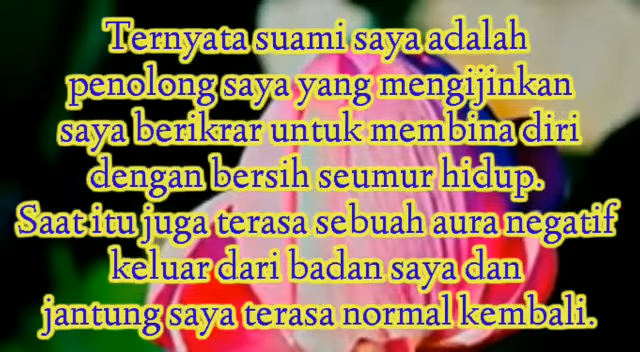 Ternyata suami saya adalah
penolong saya yang mengijinkan
saya berikrar untuk membina diri
dengan bersih seumur hidup.
Saat itu juga terasa sebuah aura negatif
keluar dari badan saya dan
jantung saya terasa normal kembali.